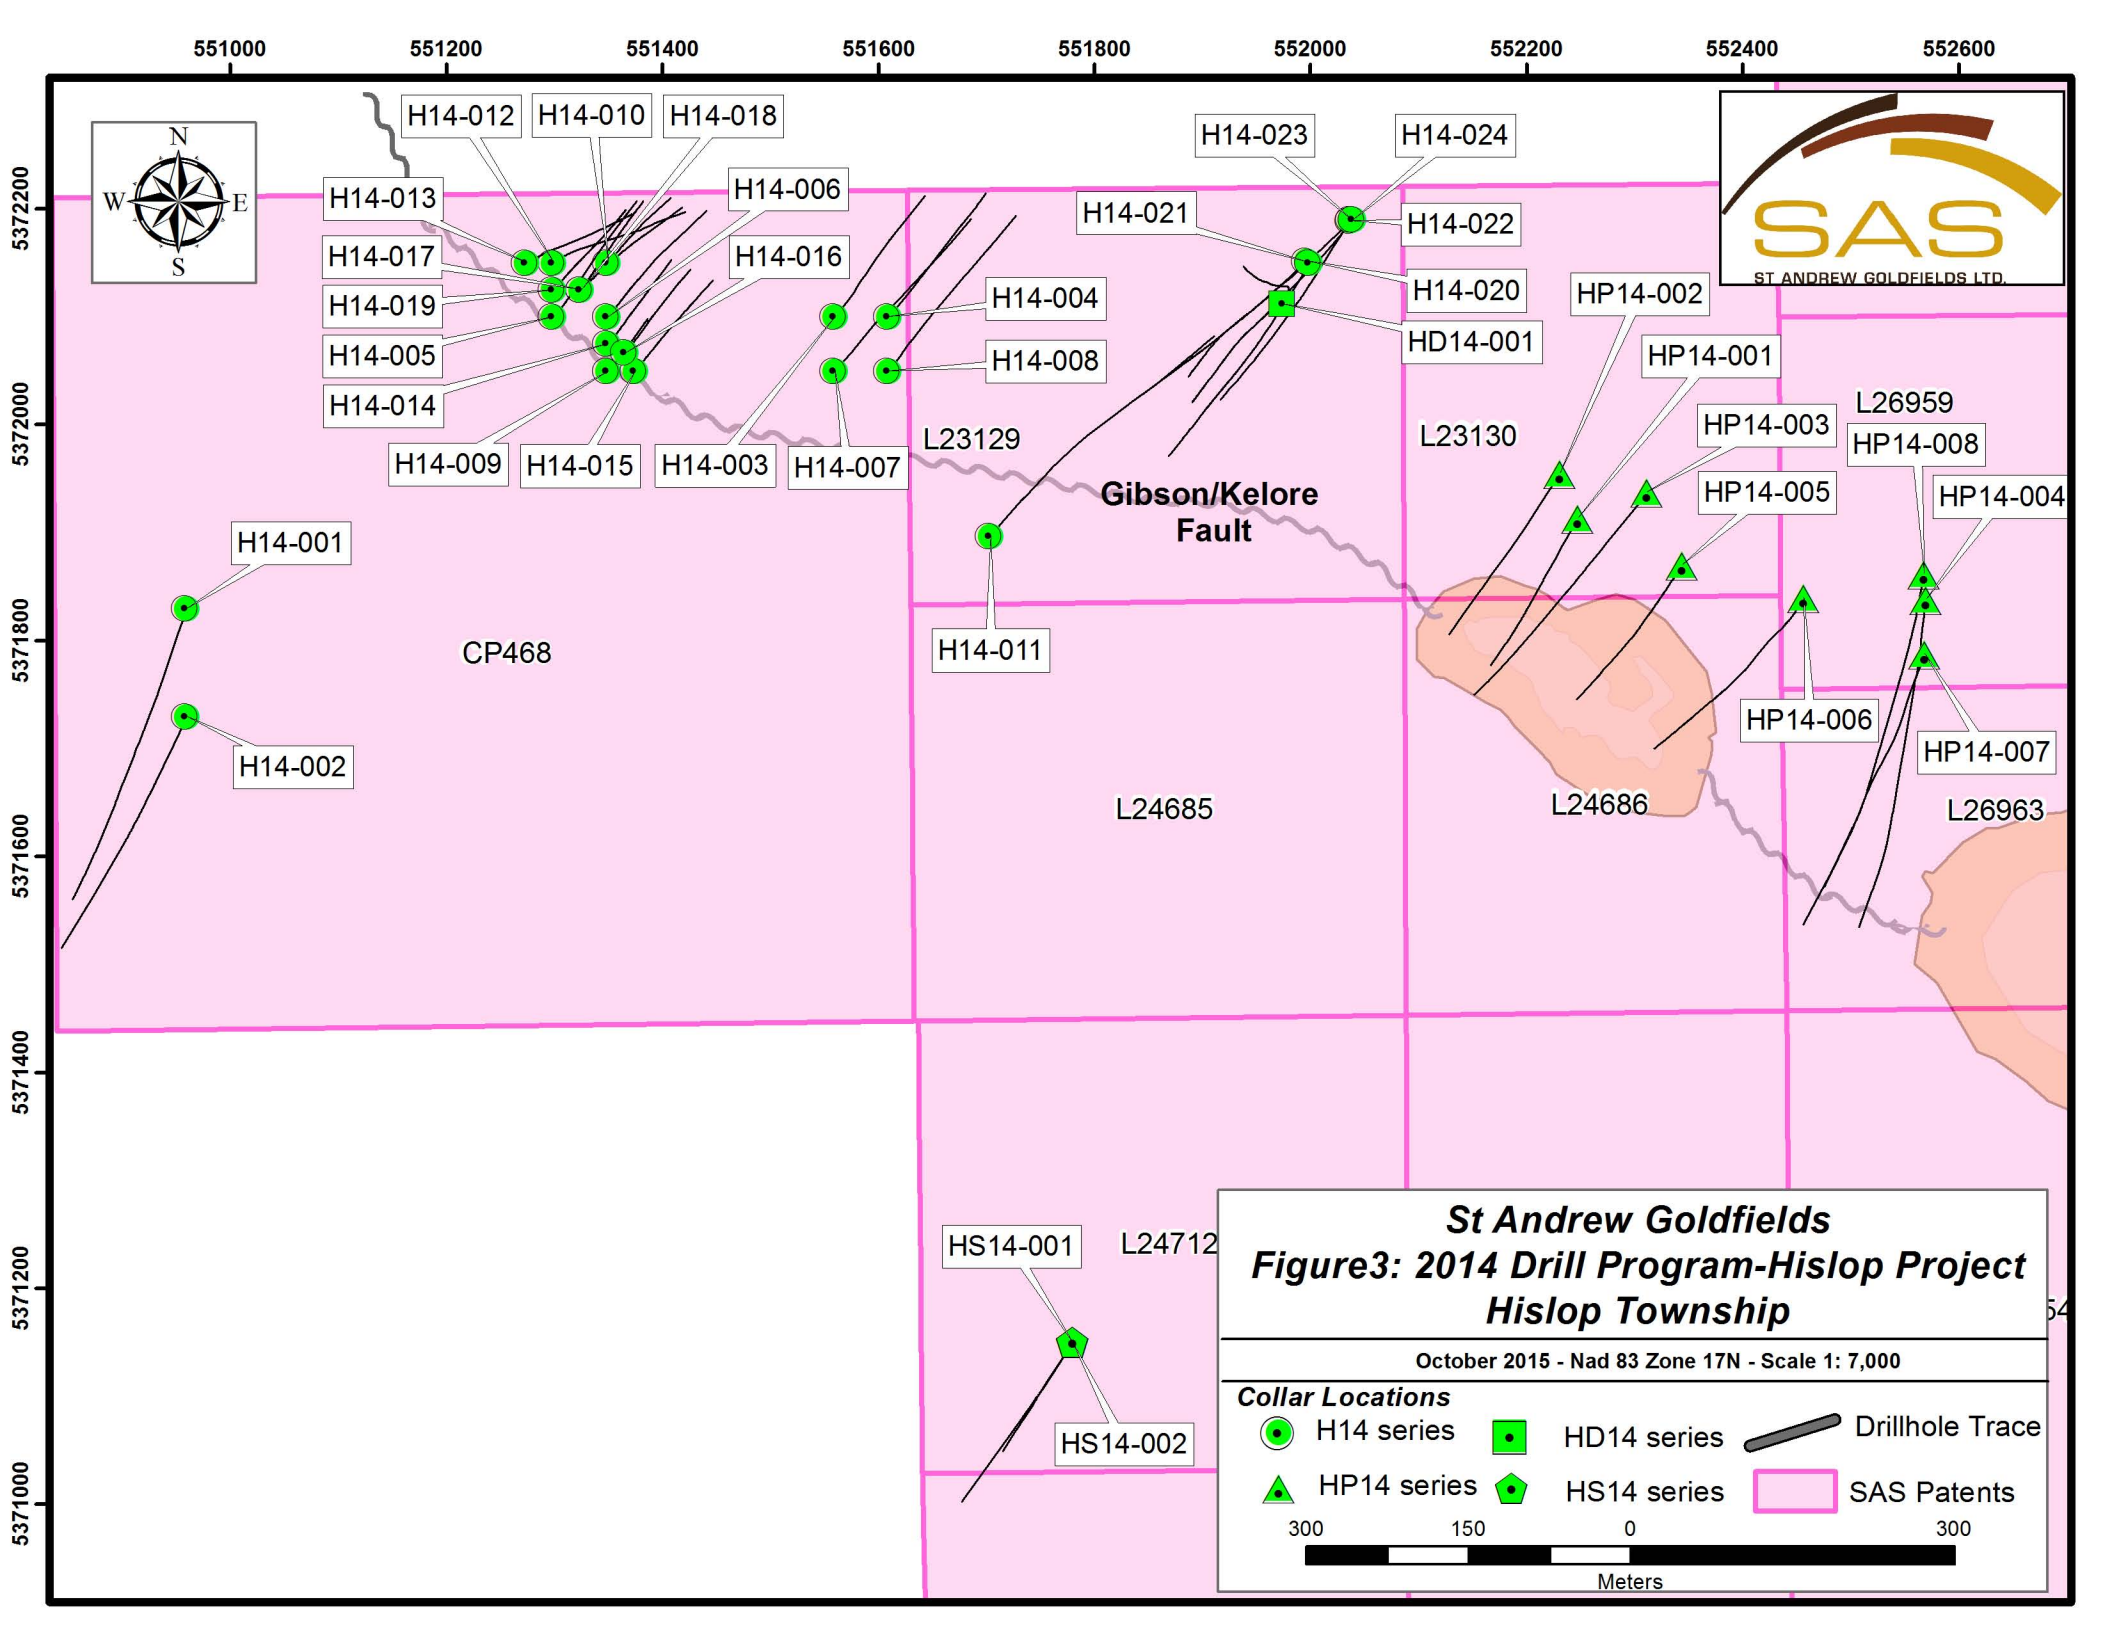 551000 551200 551400 551600 551800 552000 552200 552400 552600
5372200
5372000
5371800
5371600
5371400
5371200
5371000
N
W E
S
H14-012
H14-010
H14-018
H14-013
H14-006
H14-017
H14-016
H14-019
H14-005
H14-014
H14-009
H14-015
H14-003
H14-007
H14-004
H14-008
H14-023
H14-024
H14-021
H14-022
H14-020
HD14-001
HP14-002
HP14-001
HP14-003
HP14-005
L26959
HP14-008
HP14-004
L23129
L23130
Gibson/Kelore
Fault
H14-001
H14-002
CP468
H14-011
HP14-006
HP14-007
L24685
L24686
L26963
HS14-001
L24712
HS14-002
54
SAS
ST ANDREW GOLDFIELDS LTD.
St Andrew Goldfields
Figure3: 2014 Drill Program-Hislop Project
Hislop Township
October 2015 - Nad 83 Zone 17N - Scale 1: 7,000
Collar Locations
H14 series HD14 series Drillhole Trace
HP14 series HS14 series SAS Patents
300 150 0 300
Meters